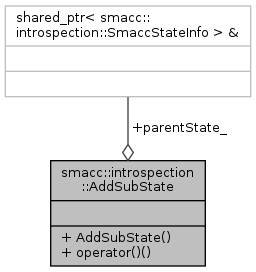 shared_ptr< smacc::
introspection::SmaccStateInfo > &
+parentState_
smacc::introspection
::AddSubState
+ AddSubState()
+ operator()()